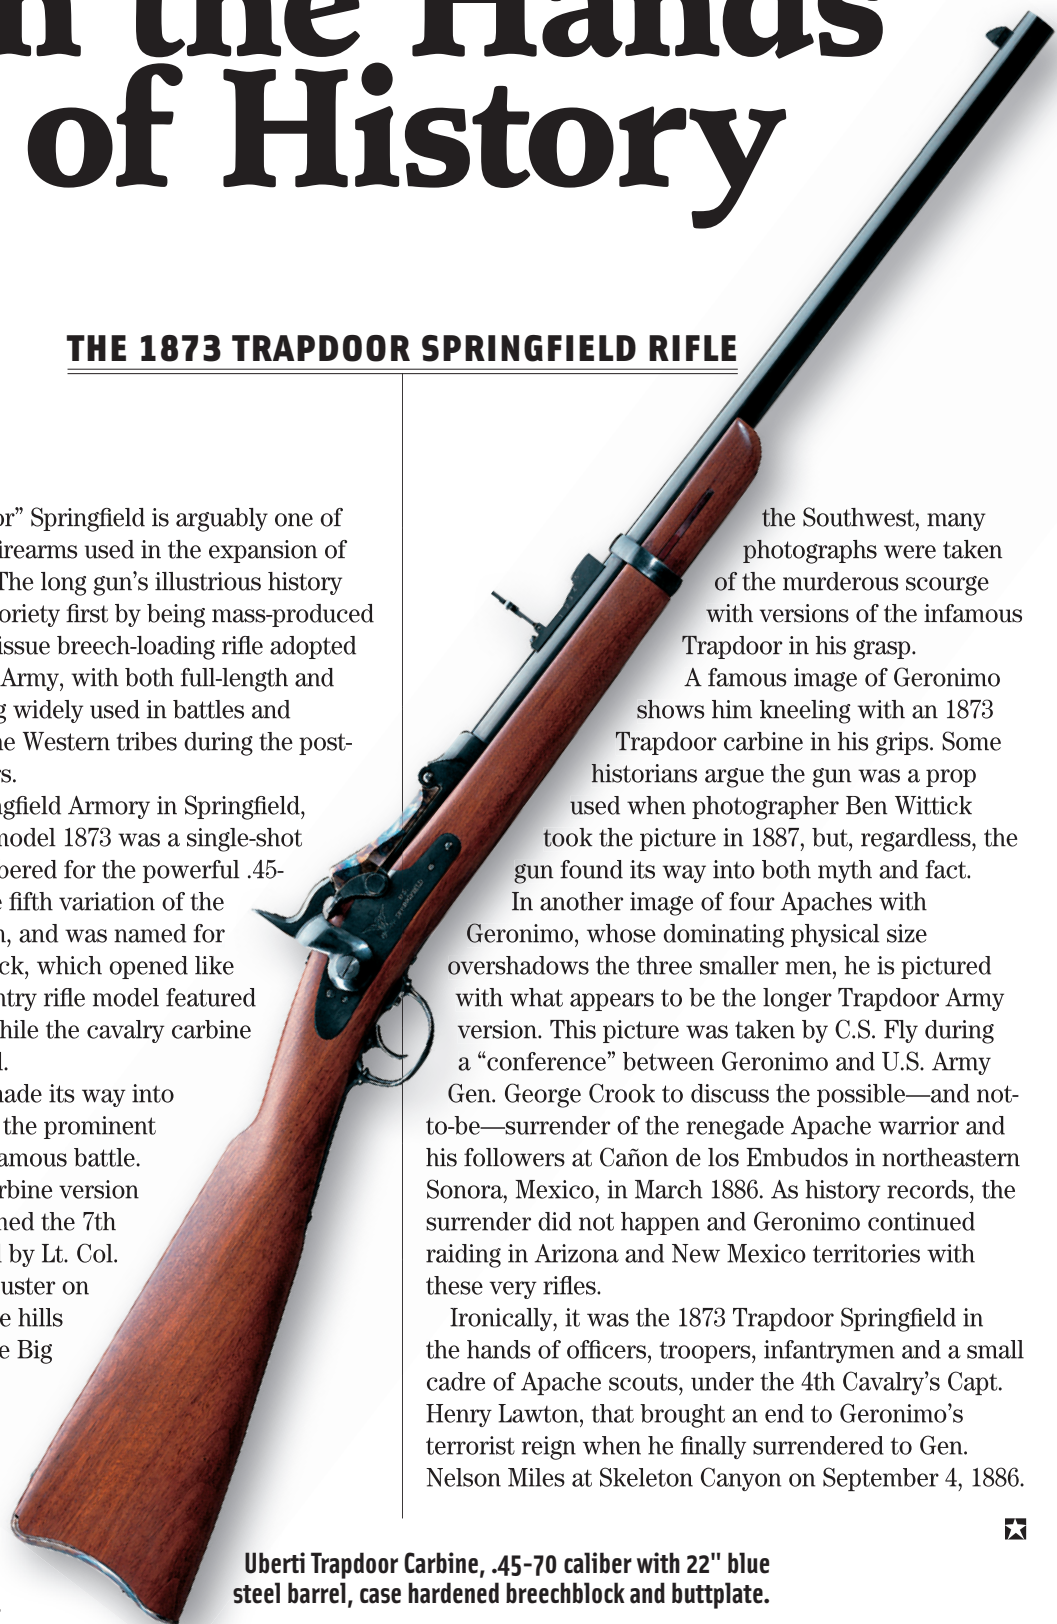 n the Hands
of History
THE 1873 TRAPDOOR SPRINGFIELD RIFLE
or” Springfield is arguably one of
irearms used in the expansion of
The long gun’s illustrious history
oriety first by being mass-produced
issue breech-loading rifle adopted
Army, with both full-length and
g widely used in battles and
ne Western tribes during the post-
rs.
ngfield Armory in Springfield,
model 1873 was a single-shot
bered for the powerful .45-
e fifth variation of the
n, and was named for
ck, which opened like
ntry rifle model featured
hile the cavalry carbine
l.
nade its way into
the prominent
amous battle.
rbine version
ned the 7th
l by Lt. Col.
uster on
e hills
e Big
the Southwest, many
photographs were taken
of the murderous scourge
with versions of the infamous
Trapdoor in his grasp.
A famous image of Geronimo
shows him kneeling with an 1873
Trapdoor carbine in his grips. Some
historians argue the gun was a prop
used when photographer Ben Wittick
took the picture in 1887, but, regardless, the
gun found its way into both myth and fact.
In another image of four Apaches with
Geronimo, whose dominating physical size
overshadows the three smaller men, he is pictured
with what appears to be the longer Trapdoor Army
version. This picture was taken by C.S. Fly during
a “conference” between Geronimo and U.S. Army
Gen. George Crook to discuss the possible—and not-
to-be—surrender of the renegade Apache warrior and
his followers at Cañon de los Embudos in northeastern
Sonora, Mexico, in March 1886. As history records, the
surrender did not happen and Geronimo continued
raiding in Arizona and New Mexico territories with
these very rifles.
Ironically, it was the 1873 Trapdoor Springfield in
the hands of officers, troopers, infantrymen and a small
cadre of Apache scouts, under the 4th Cavalry’s Capt.
Henry Lawton, that brought an end to Geronimo’s
terrorist reign when he finally surrendered to Gen.
Nelson Miles at Skeleton Canyon on September 4, 1886.
Uberti Trapdoor Carbine, .45-70 caliber with 22" blue
steel barrel, case hardened breechblock and buttplate.
U.S.
SPRINGFIELD